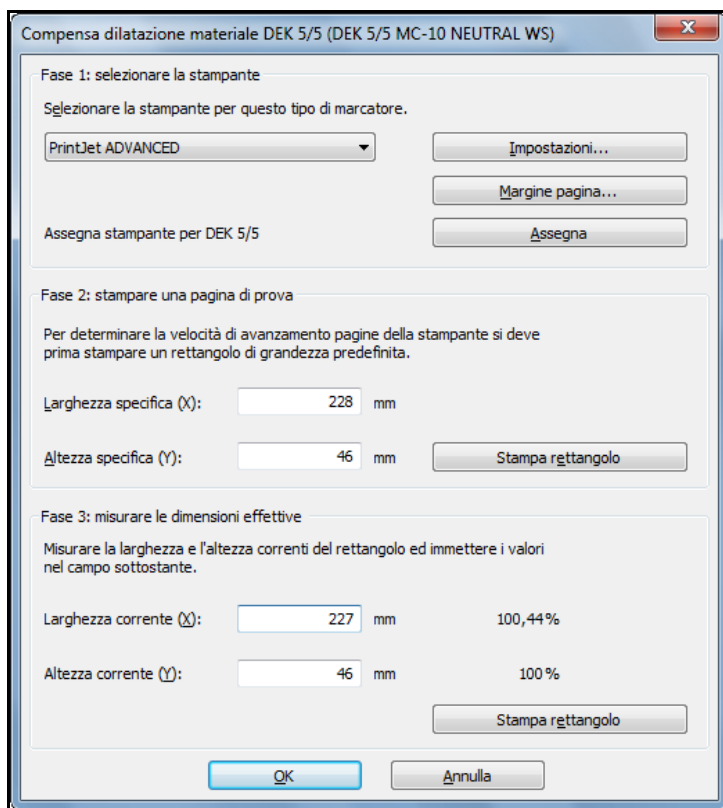 Compensa dilatazione materiale DEK 5/5 (DEK 5/5 MC-10 NEUTRAL WS)
Fase 1: selezionare la stampante
Selezionare la stampante per questo tipo di marcatore.
PrintJet ADVANCED
Impostazioni...
Margine pagina...
Assegna stampante per DEK 5/5
Assegna
Fase 2: stampare una pagina di prova
Per determinare la velocità di avanzamento pagine della stampante si deve
prima stampare un rettangolo di grandezza predefinita.
Larghezza specifica (X): 228 mm
Altezza specifica (Y): 46 mm
Stampa rettangolo
Fase 3: misurare le dimensioni effettive
Misurare la larghezza e l'altezza correnti del rettangolo ed immettere i valori
nel campo sottostante.
Larghezza corrente (X): 227 mm 100,44%
Altezza corrente (Y): 46 mm 100 %
Stampa rettangolo
OK
Annulla